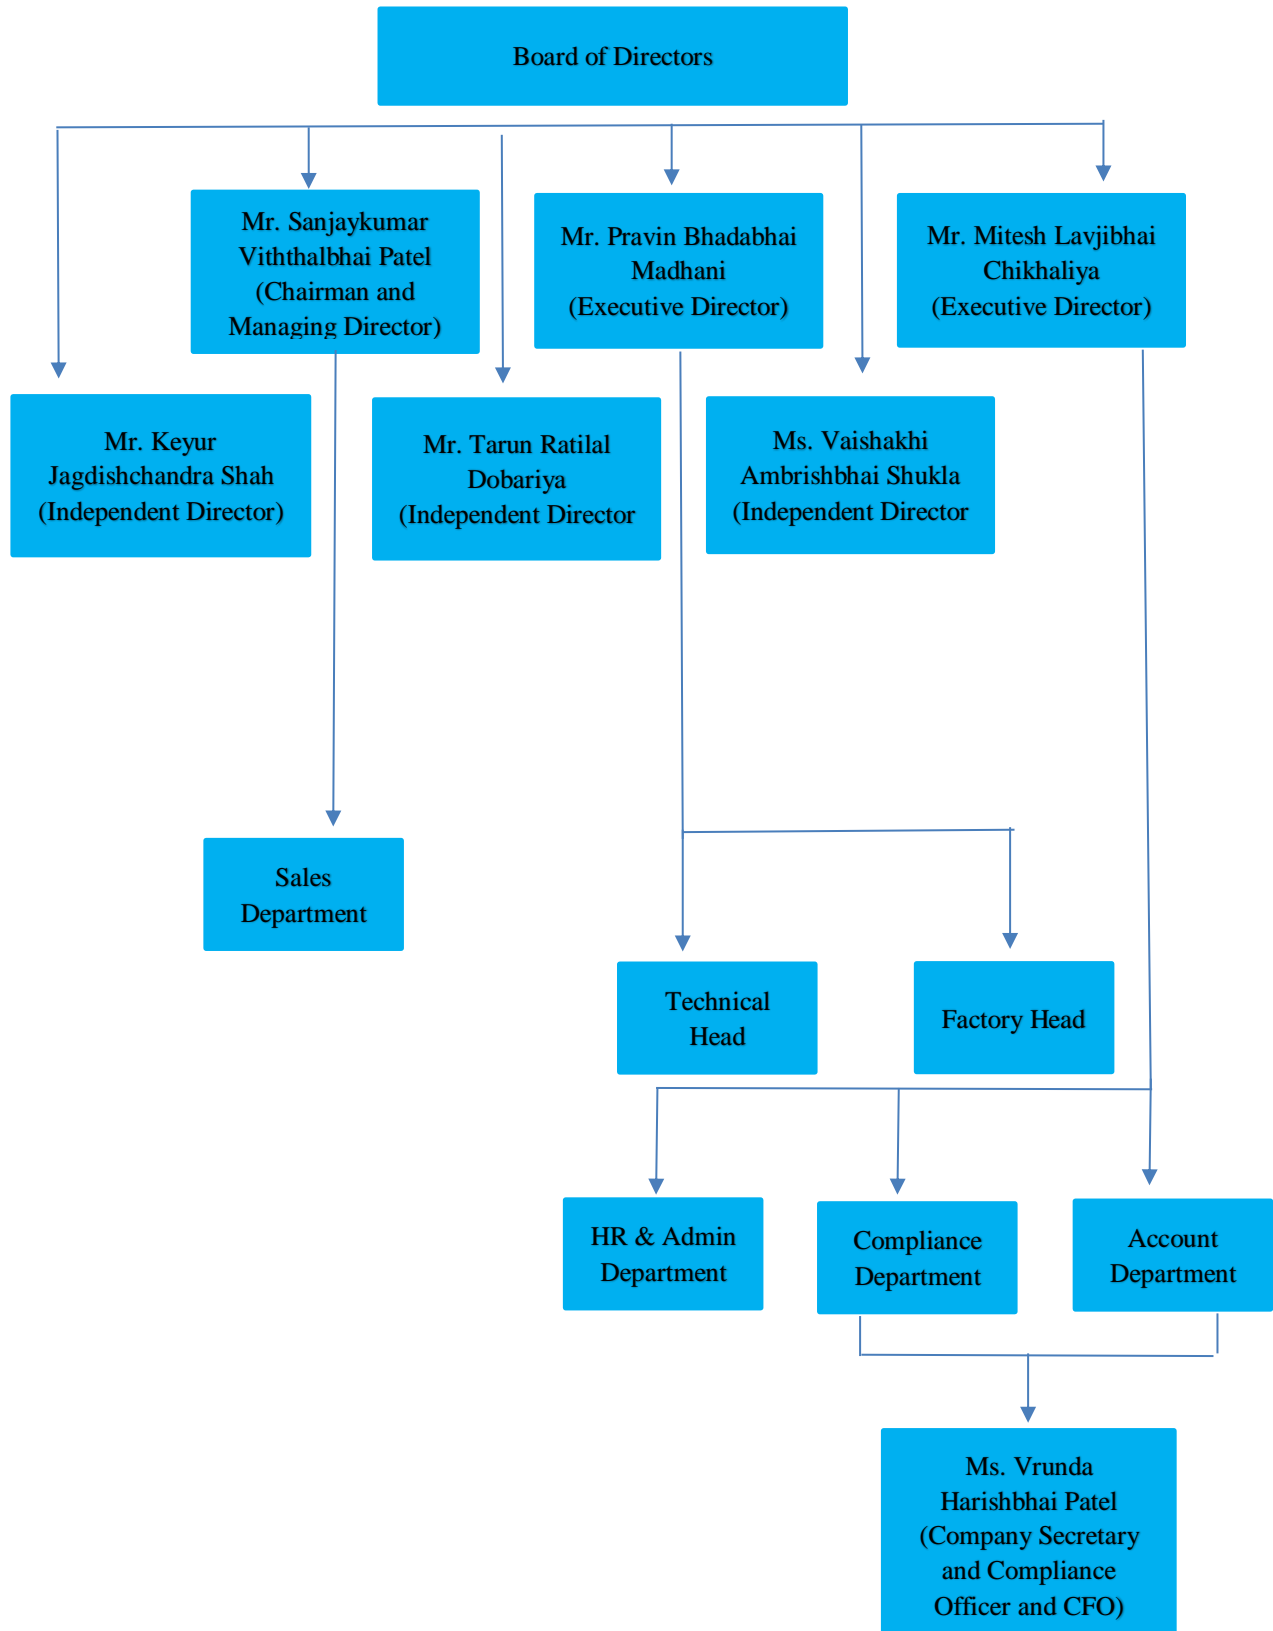 Board of Directors
Mr. Sanjaykumar
Viththalbhai Patel
(Chairman and
Managing Director)
Mr. Pravin Bhadabhai
Madhani
(Executive Director)
Mr. Mitesh Lavjibhai
Chikhaliya
(Executive Director)
Mr. Keyur
Jagdishchandra Shah
(Independent Director)
Mr. Tarun Ratilal
Dobariya
(Independent Director
Ms. Vaishakhi
Ambrishbhai Shukla
(Independent Director
Sales
Department
Technical
Head
Factory Head
HR & Admin
Department
Compliance
Department
Account
Department
Ms. Vrunda
Harishbhai Patel
(Company Secretary
and Compliance
Officer and CFO)